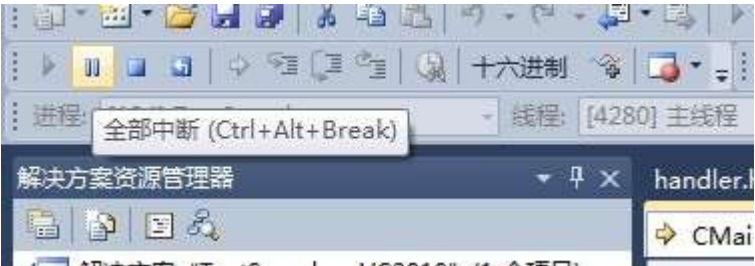 十六进制
进程:
线程: [4280] 主线程
全部中断 (Ctrl+Alt+Break)
解决方案资源管理器
handler.h
CMai